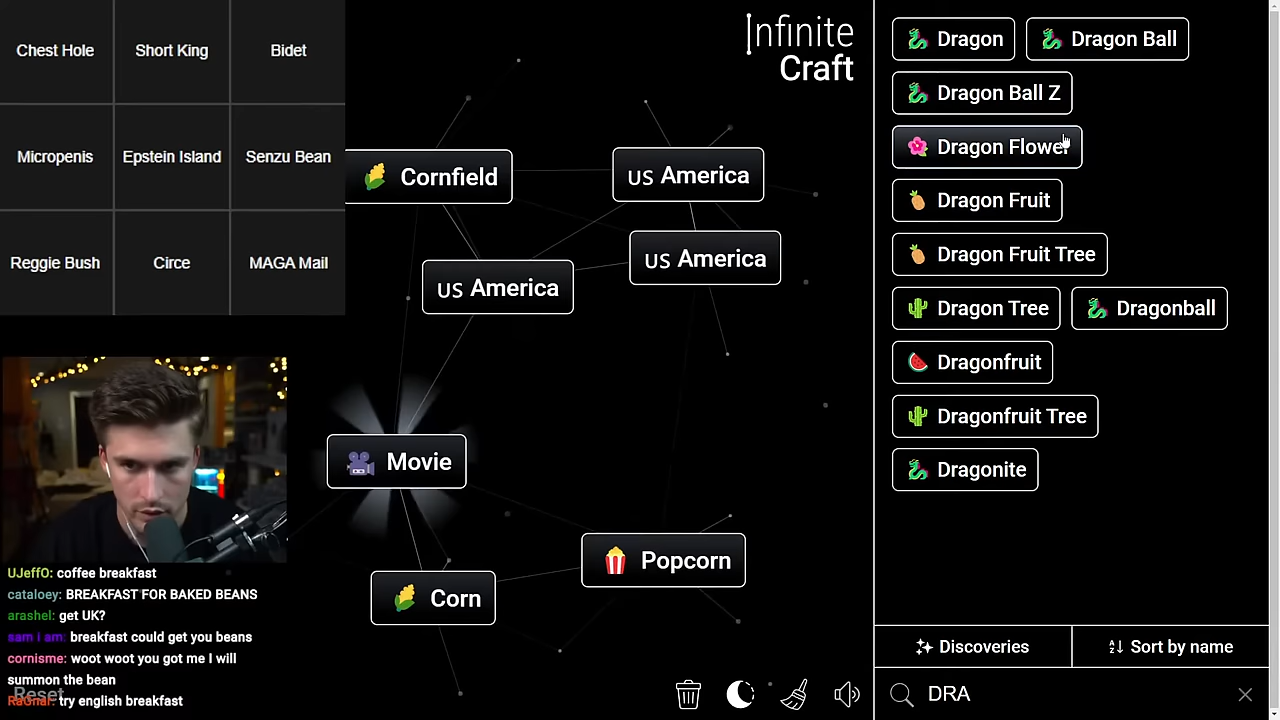 Chest Hole
Short King
Bidet
Micropenis
Epstein Island
Senzu Bean
Reggie Bush
Circe
MAGA Mail
Infinite
Craft
Cornfield
US America
US America
US America
Movie
Popcorn
Corn
Dragon
Dragon Ball
Dragon Ball Z
Dragon Flower
Dragon Fruit
Dragon Fruit Tree
Dragon Tree
Dragonball
Dragonfruit
Dragonfruit Tree
Dragonite
Discoveries
Sort by name
DRA
UJeffO: coffee breakfast
cataloey: BREAKFAST FOR BAKED BEANS
arashel: get UK?
sam i am: breakfast could get you beans
cornisme: woot woot you got me I will
summon the bean
RaGnar: try english breakfast
Reset